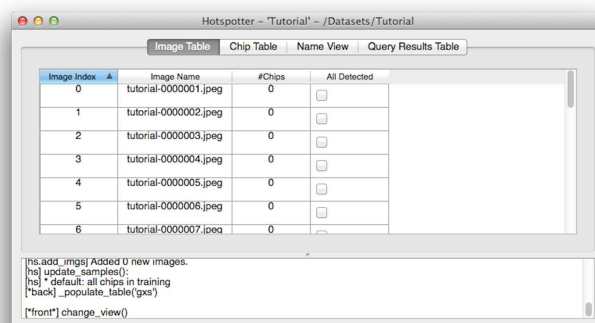 Hotspotter – 'Tutorial' – /Datasets/Tutorial
Image Table Chip Table Name View Query Results Table
Image Index Image Name #Chips All Detected
0 tutorial-0000001.jpeg 0
1 tutorial-0000002.jpeg 0
2 tutorial-0000003.jpeg 0
3 tutorial-0000004.jpeg 0
4 tutorial-0000005.jpeg 0
5 tutorial-0000006.jpeg 0
6 tutorial-0000007.jpeg 0
[hs.add_imgs] Added 0 new images.
[hs] update_samples():
[hs] * default: all chips in training
[*back] _populate_table('gxs')
[*front*] change_view()